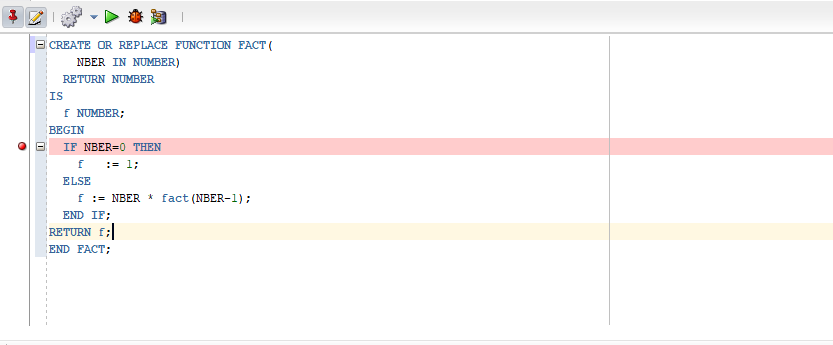 CREATE OR REPLACE FUNCTION FACT(
    NBER IN NUMBER)
  RETURN NUMBER
IS
  f NUMBER;
BEGIN
  IF NBER=0 THEN
    f   := 1;
  ELSE
    f := NBER * fact(NBER-1);
  END IF;
RETURN f;
END FACT;